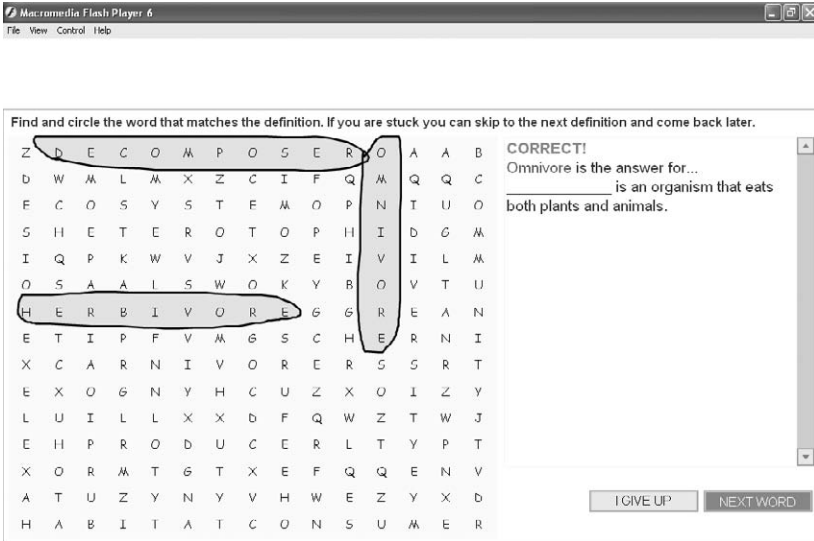 Macromedia Flash Player 6
File View Control Help
Find and circle the word that matches the definition. If you are stuck you can skip to the next definition and come back later.
Z D E C O M P O S E R O A A B
D W M L M X Z C I F Q M Q Q C
E C O S Y S T E M O P N I U O
S H E T E R O T O P H I D G M
I Q P K W V J X Z E I V I L M
O S A A L S W O K Y B O V T U
H E R B I V O R E G G R E A N
E T I P F V M G S C H E R N I
X C A R N I V O R E R S S R T
E X O G N Y H C U Z X O I Z Y
L U I L L X X D F Q W Z T W J
E H P R O D U C E R L T Y P T
X O R M T G T X E F Q Q E N V
A T U Z Y N Y V H W E Z Y X D
H A B I T A T C O N S U M E R
CORRECT!
Omnivore is the answer for...
_____________ is an organism that eats
both plants and animals.
I GIVE UP
NEXT WORD